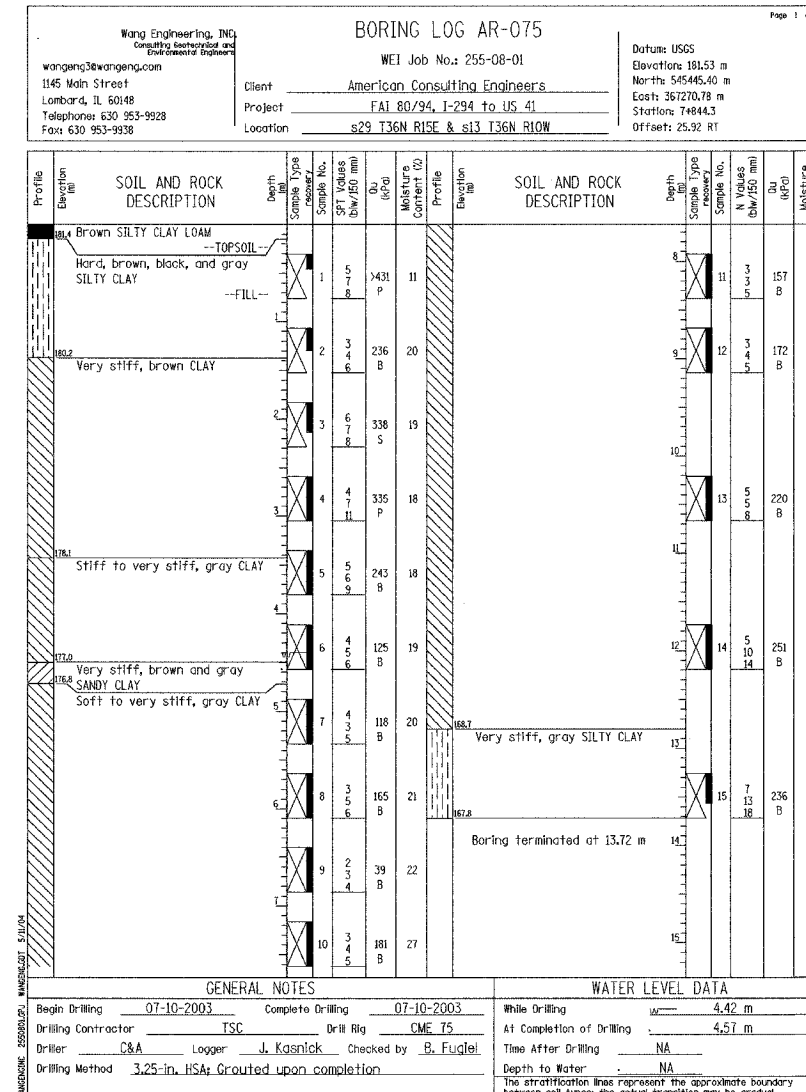 Page 1
Wang Engineering, INC.
Consulting Geotechnical and
Environmental Engineers
wangeng3@wangeng.com
1145 Main Street
Lombard, IL 60148
Telephone: 630 953-9928
Fax: 630 953-9938
BORING LOG AR-075
WEI Job No.: 255-08-01
Client American Consulting Engineers
Project FAI 80/94, I-294 to US 41
Location s29 T36N R15E & s13 T36N R10W
Datum: USGS
Elevation: 181.53 m
North: 545445.40 m
East: 367270.78 m
Station: 7+844.3
Offset: 25.92 RT
Profile Elevation (m) SOIL AND ROCK DESCRIPTION Depth (m) Sample Type recovery Sample No. SPT Values (blw/150 mm) Qu (kPa) Moisture Content (%)
181.4 Brown SILTY CLAY LOAM
--TOPSOIL--
Hard, brown, black, and gray
SILTY CLAY
--FILL--
1 5 7 8 >431 P 11
1
2 3 4 6 236 B 20
180.2
Very stiff, brown CLAY
2
3 6 7 8 338 S 19
4 4 7 11 335 P 18
3
178.1
Stiff to very stiff, gray CLAY
5 5 6 9 243 B 18
4
6 4 5 6 125 B 19
177.0
Very stiff, brown and gray
SANDY CLAY
176.8
Soft to very stiff, gray CLAY
5
7 4 3 5 118 B 20
8 3 5 6 165 B 21
6
9 2 3 4 39 B 22
7
10 3 4 5 181 B 27
Profile Elevation (m) SOIL AND ROCK DESCRIPTION Depth (m) Sample Type recovery Sample No. N Values (blw/150 mm) Qu (kPa) Moisture
8
11 3 3 5 157 B
9
12 3 4 5 172 B
10
13 5 5 8 220 B
11
12
14 5 10 14 251 B
168.7
Very stiff, gray SILTY CLAY
13
15 7 13 18 236 B
167.8
Boring terminated at 13.72 m
14
15
GENERAL NOTES
Begin Drilling 07-10-2003 Complete Drilling 07-10-2003
Drilling Contractor TSC Drill Rig CME 75
Driller C&A Logger J. Kasnick Checked by B. Fugiel
Drilling Method 3.25-in. HSA; Grouted upon completion
WATER LEVEL DATA
While Drilling 4.42 m
At Completion of Drilling 4.57 m
Time After Drilling NA
Depth to Water NA
The stratification lines represent the approximate boundary
between soil types; the actual transition may be gradual.
WANGENGINC 2550801.GPJ WANGENG.GDT 5/11/04